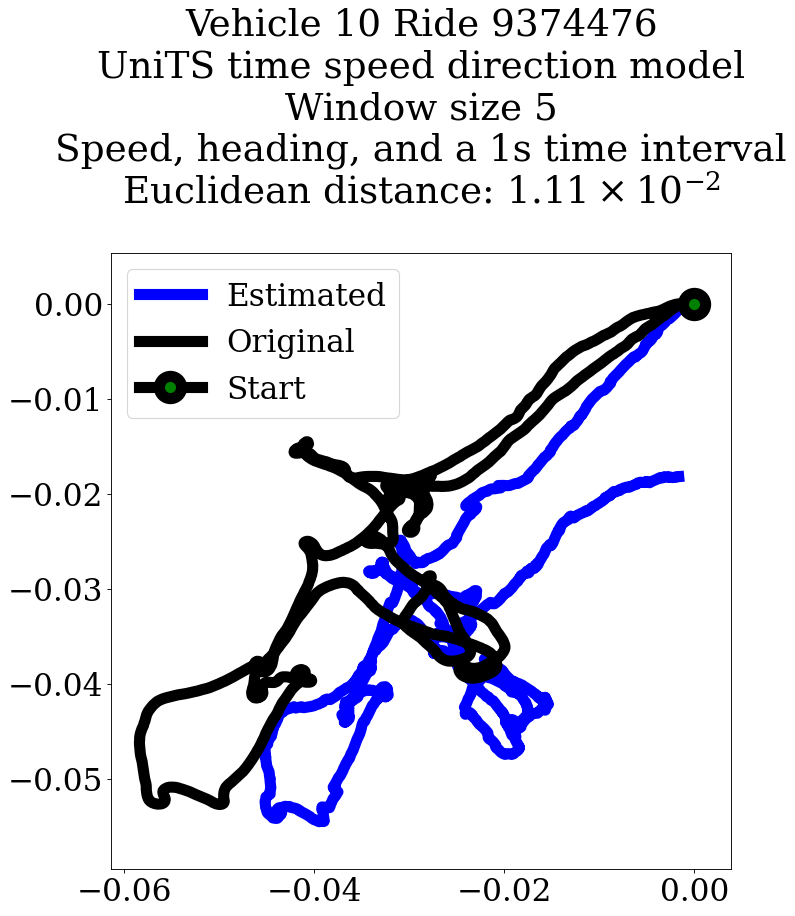 Vehicle 10 Ride 9374476
UniTS time speed direction model
Window size 5
Speed, heading, and a 1s time interval
Euclidean distance: 1.11 × 10⁻²
Estimated
Original
Start
0.00
−0.01
−0.02
−0.03
−0.04
−0.05
−0.06
−0.04
−0.02
0.00